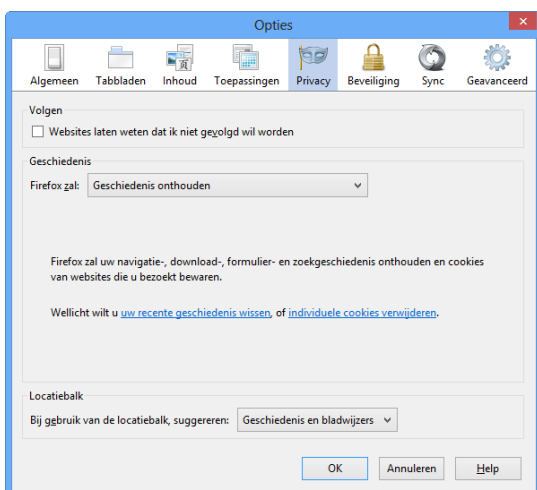 Opties
Algemeen Tabbladen Inhoud Toepassingen Privacy Beveiliging Sync Geavanceerd
Volgen
Websites laten weten dat ik niet gevolgd wil worden
Geschiedenis
Firefox zal: Geschiedenis onthouden
Firefox zal uw navigatie-, download-, formulier- en zoekgeschiedenis onthouden en cookies
van websites die u bezoekt bewaren.
Wellicht wilt u uw recente geschiedenis wissen, of individuele cookies verwijderen.
Locatiebalk
Bij gebruik van de locatiebalk, suggereren: Geschiedenis en bladwijzers
OK Annuleren Help